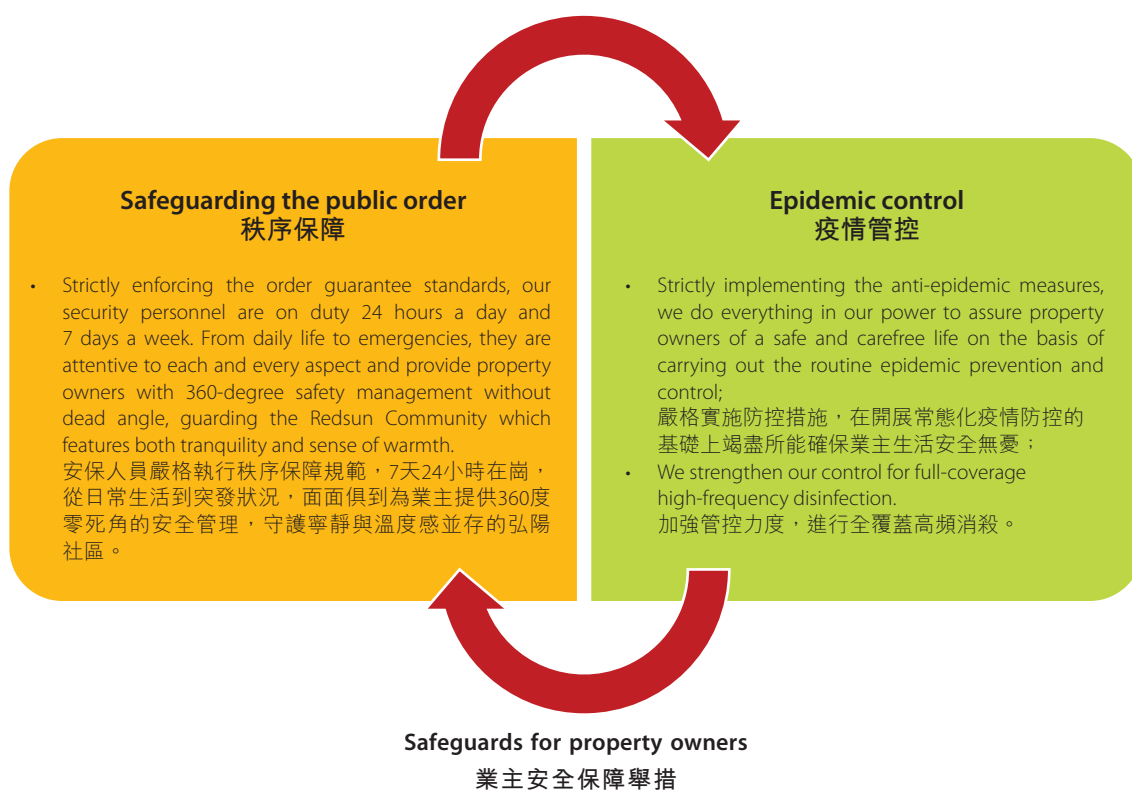 Safeguarding the public order
秩序保障
• Strictly enforcing the order guarantee standards, our
security personnel are on duty 24 hours a day and
7 days a week. From daily life to emergencies, they are
attentive to each and every aspect and provide property
owners with 360-degree safety management without
dead angle, guarding the Redsun Community which
features both tranquility and sense of warmth.
安保人員嚴格執行秩序保障規範，7天24小時在崗，
從日常生活到突發狀況，面面俱到為業主提供360度
零死角的安全管理，守護寧靜與溫度感並存的弘陽
社區。
Epidemic control
疫情管控
• Strictly implementing the anti-epidemic measures,
we do everything in our power to assure property
owners of a safe and carefree life on the basis of
carrying out the routine epidemic prevention and
control;
嚴格實施防控措施，在開展常態化疫情防控的
基礎上竭盡所能確保業主生活安全無憂；
• We strengthen our control for full-coverage
high-frequency disinfection.
加強管控力度，進行全覆蓋高頻消殺。
Safeguards for property owners
業主安全保障舉措